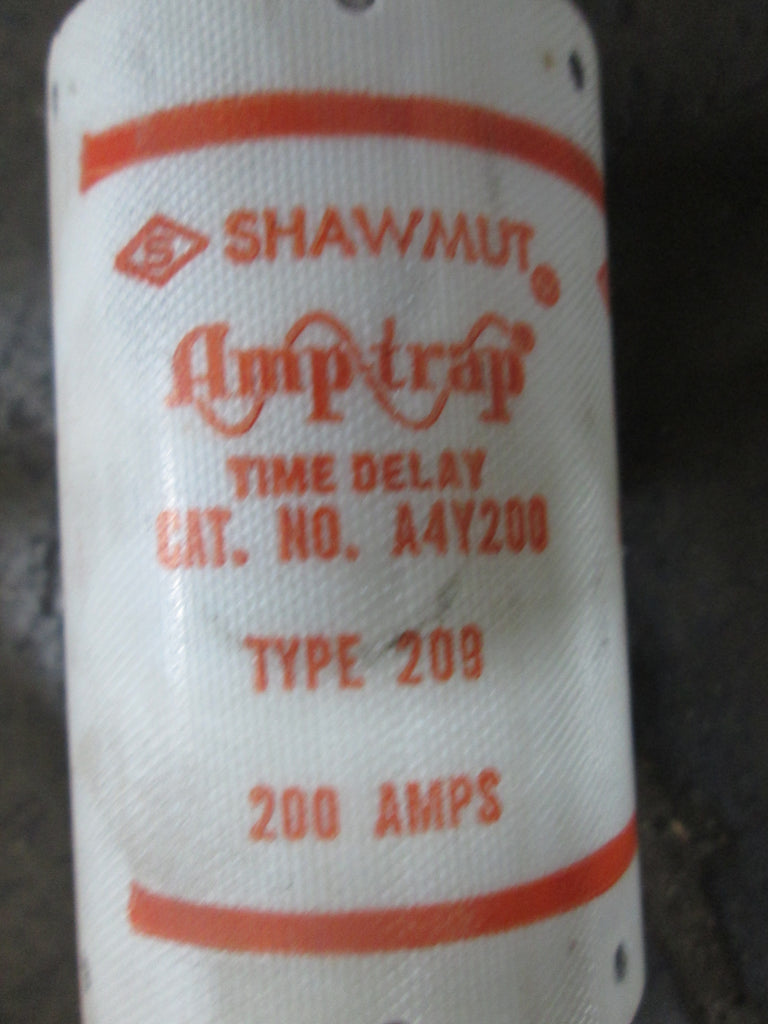 S SHAWMUT®
Amp-trap®
TIME DELAY
CAT. NO. A4Y200
TYPE 209
200 AMPS